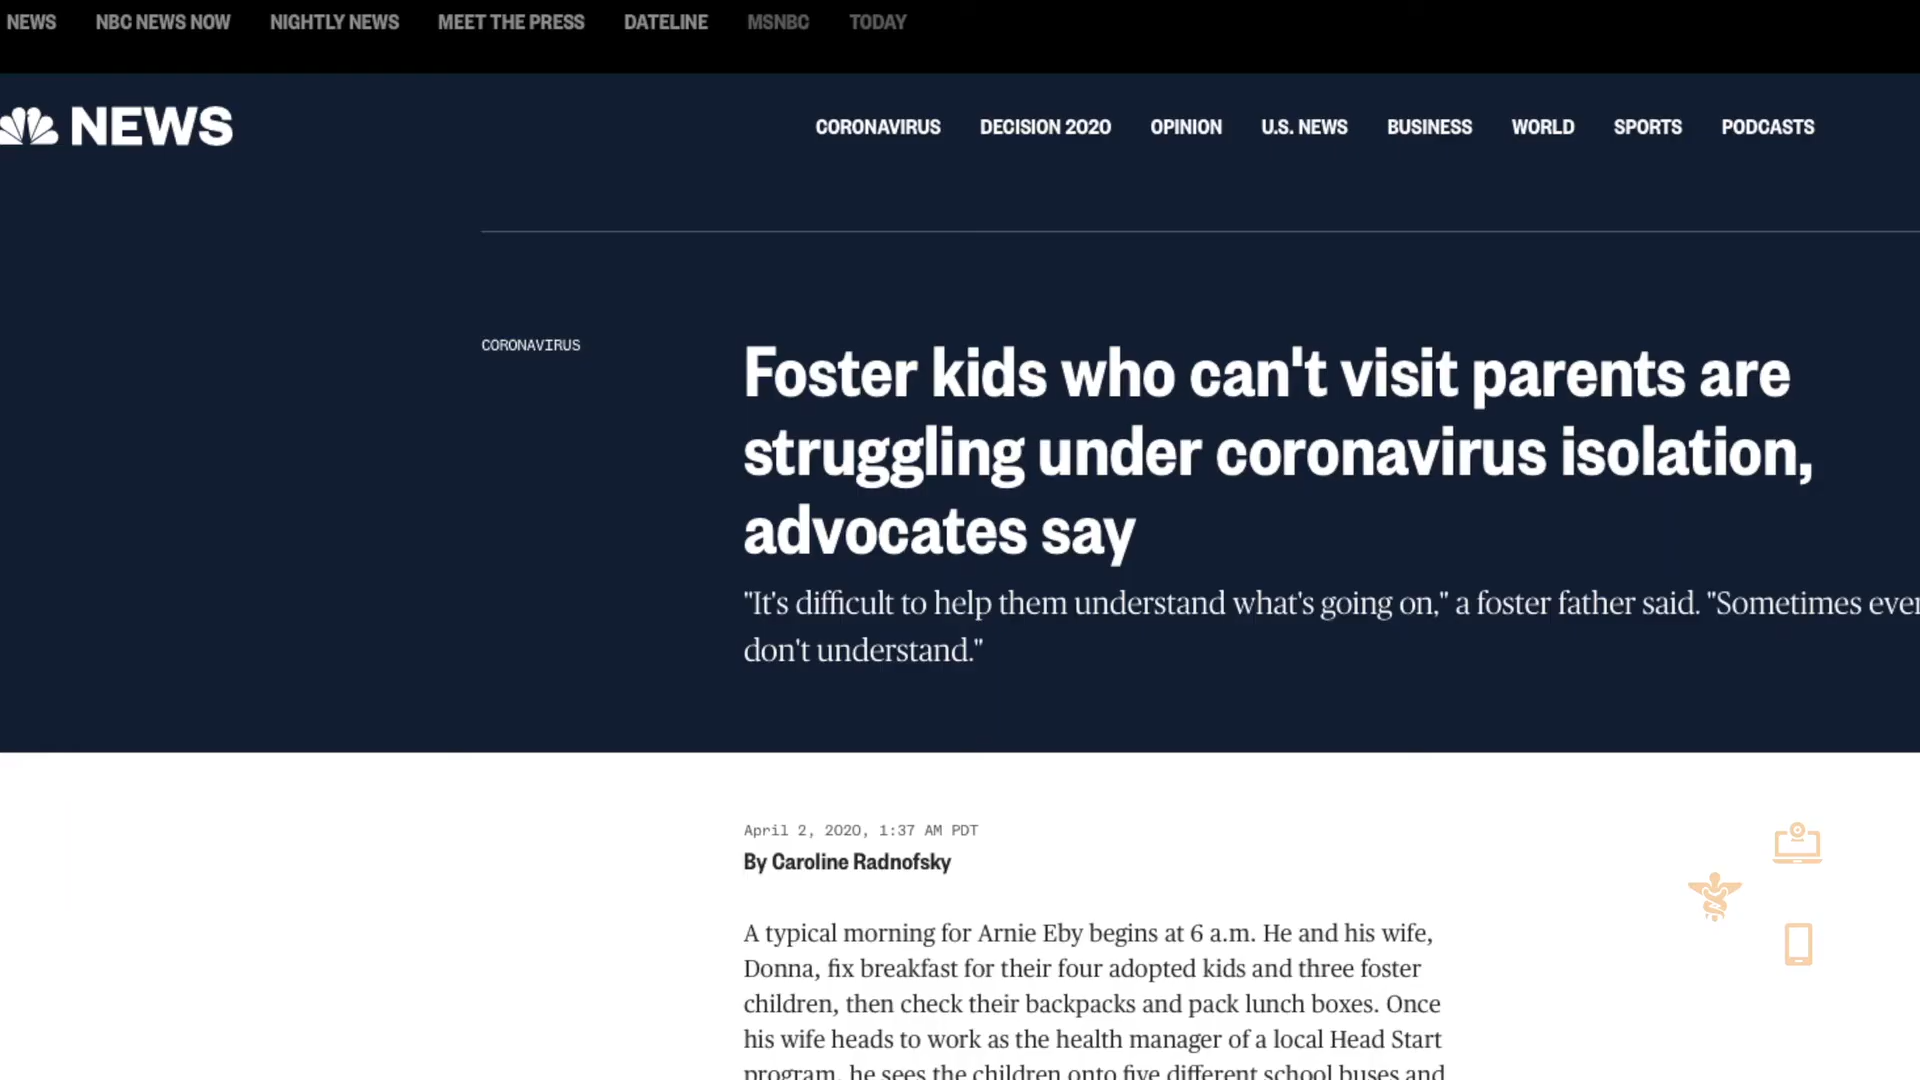 NEWS NBC NEWS NOW NIGHTLY NEWS MEET THE PRESS DATELINE MSNBC TODAY
NEWS CORONAVIRUS DECISION 2020 OPINION U.S. NEWS BUSINESS WORLD SPORTS PODCASTS
CORONAVIRUS
Foster kids who can't visit parents are
struggling under coronavirus isolation,
advocates say
"It's difficult to help them understand what's going on," a foster father said. "Sometimes
don't understand."
April 2, 2020, 1:37 AM PDT
By Caroline Radnofsky
A typical morning for Arnie Eby begins at 6 a.m. He and his wife,
Donna, fix breakfast for their four adopted kids and three foster
children, then check their backpacks and pack lunch boxes. Once
his wife heads to work as the health manager of a local Head Start
program, he sees the children onto five different school buses and